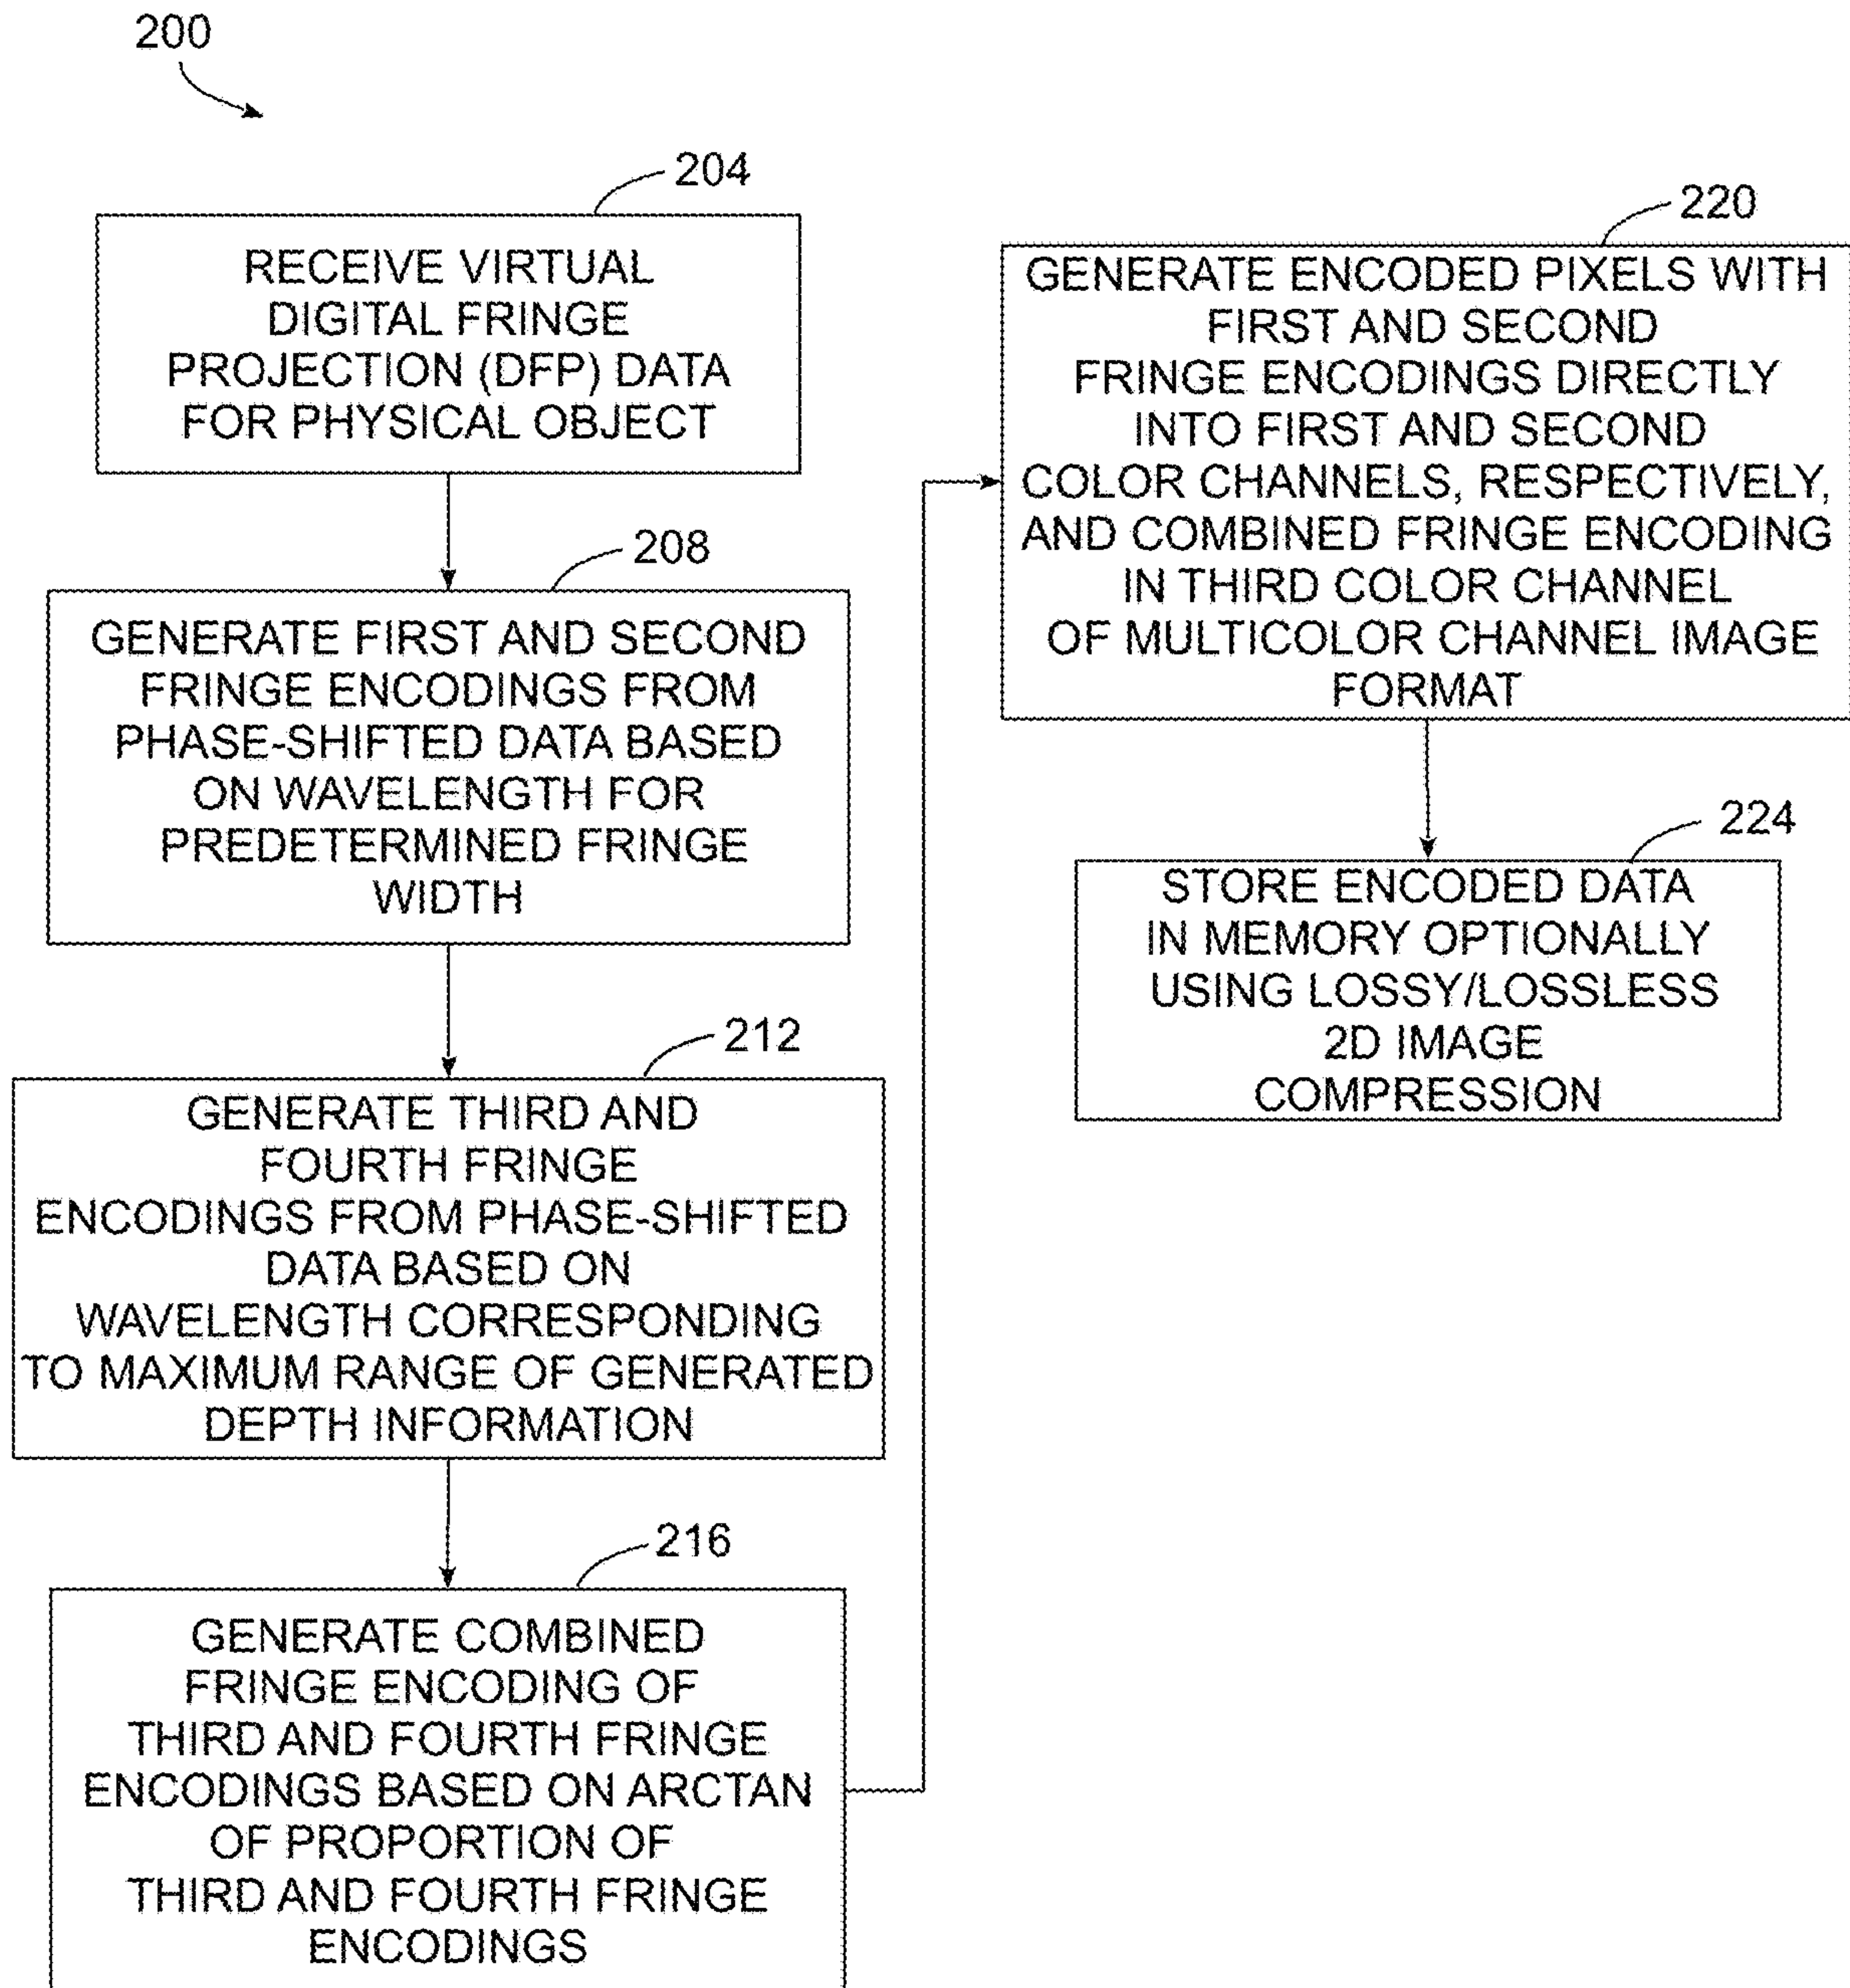 200
204
RECEIVE VIRTUAL
DIGITAL FRINGE
PROJECTION (DFP) DATA
FOR PHYSICAL OBJECT
208
GENERATE FIRST AND SECOND
FRINGE ENCODINGS FROM
PHASE-SHIFTED DATA BASED
ON WAVELENGTH FOR
PREDETERMINED FRINGE
WIDTH
212
GENERATE THIRD AND
FOURTH FRINGE
ENCODINGS FROM PHASE-SHIFTED
DATA BASED ON
WAVELENGTH CORRESPONDING
TO MAXIMUM RANGE OF GENERATED
DEPTH INFORMATION
216
GENERATE COMBINED
FRINGE ENCODING OF
THIRD AND FOURTH FRINGE
ENCODINGS BASED ON ARCTAN
OF PROPORTION OF
THIRD AND FOURTH FRINGE
ENCODINGS
220
GENERATE ENCODED PIXELS WITH
FIRST AND SECOND
FRINGE ENCODINGS DIRECTLY
INTO FIRST AND SECOND
COLOR CHANNELS, RESPECTIVELY,
AND COMBINED FRINGE ENCODING
IN THIRD COLOR CHANNEL
OF MULTICOLOR CHANNEL IMAGE
FORMAT
224
STORE ENCODED DATA
IN MEMORY OPTIONALLY
USING LOSSY/LOSSLESS
2D IMAGE
COMPRESSION